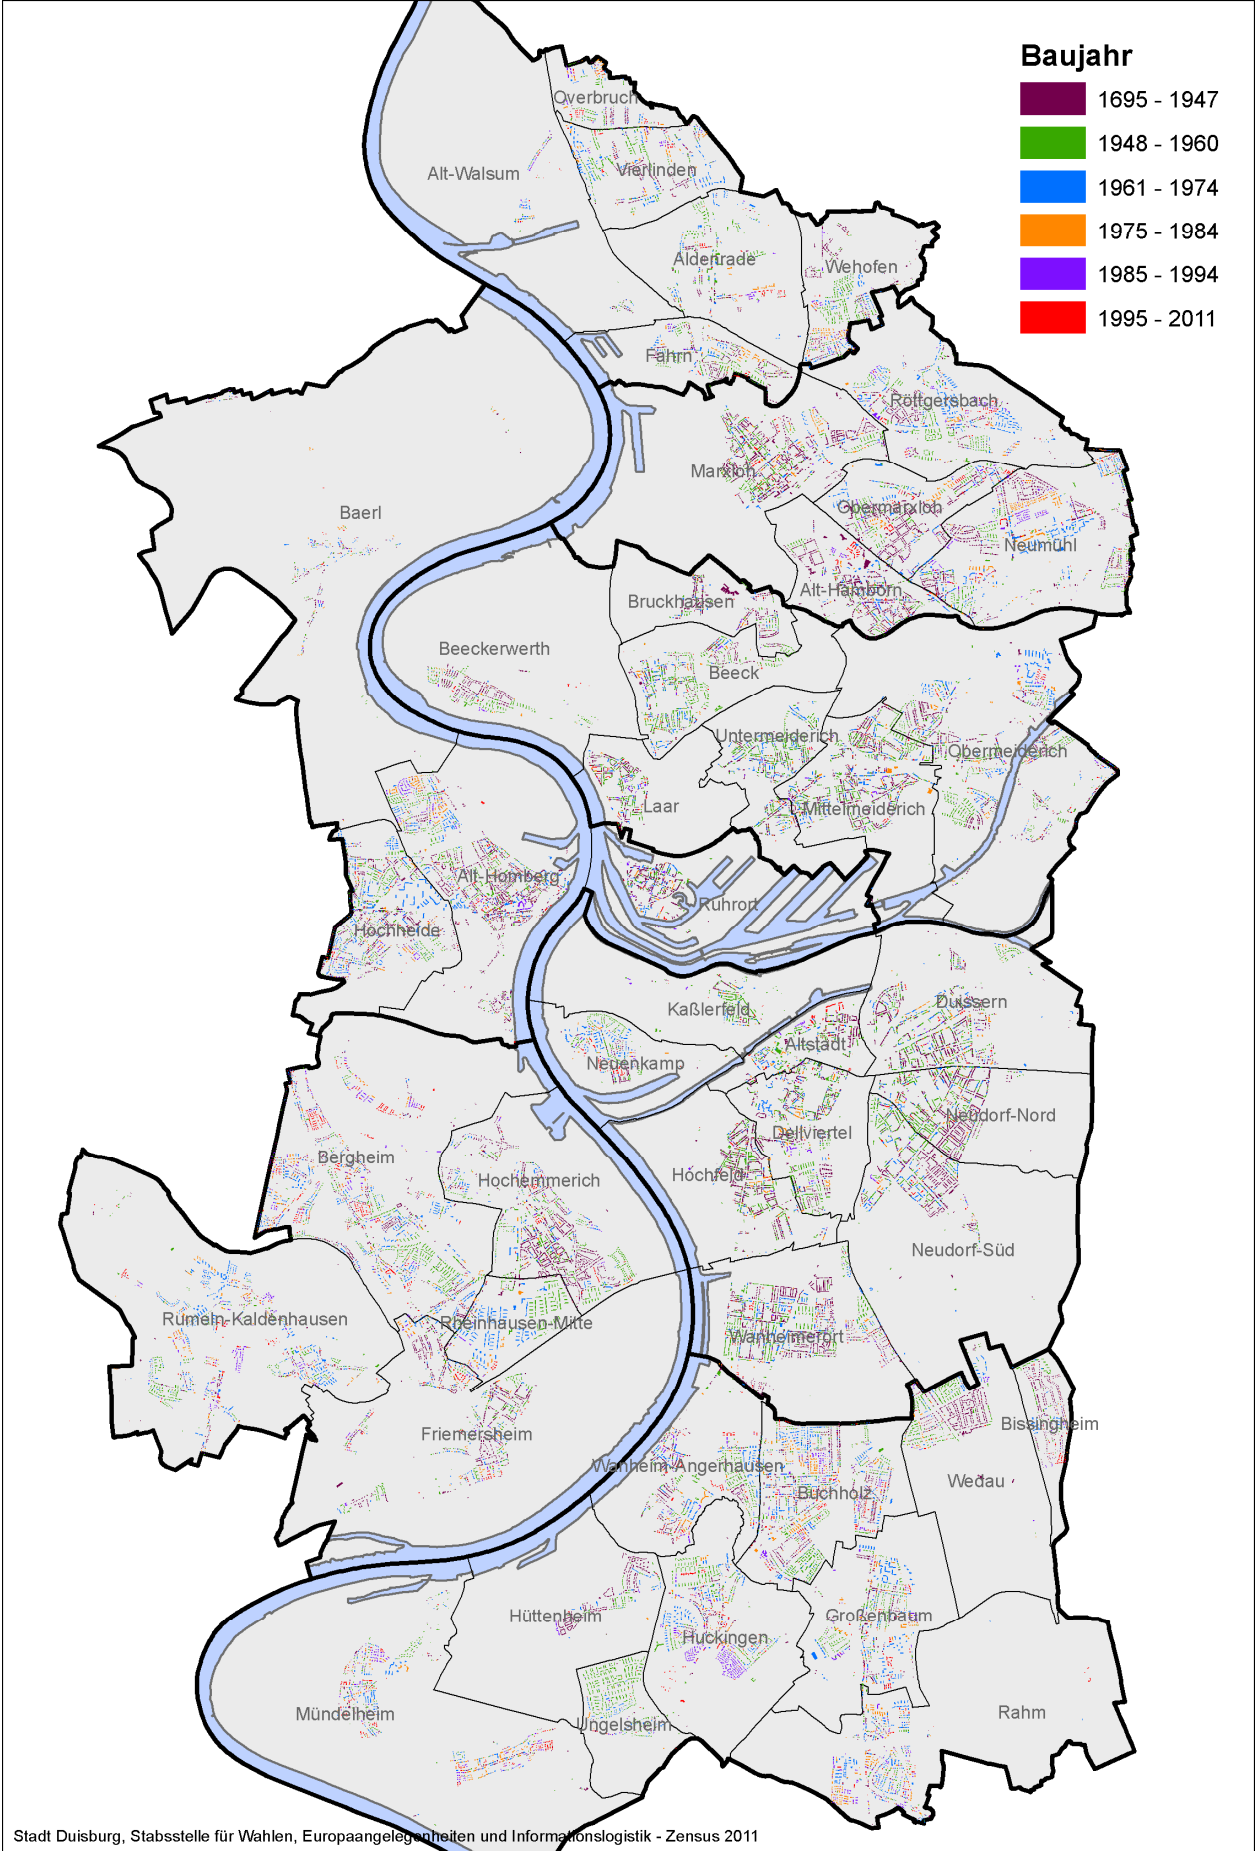 Baujahr
1695 - 1947
1948 - 1960
1961 - 1974
1975 - 1984
1985 - 1994
1995 - 2011
Overbruch
Alt-Walsum
Vierlinden
Aldenrade
Wehofen
Fahrn
Röttgersbach
Marxloh
Obermarxloh
Baerl
Neumühl
Alt-Hamborn
Bruckhausen
Beeckerwerth
Beeck
Untermeiderich
Obermeiderich
Laar
Mittelmeiderich
Alt-Homberg
Ruhrort
Hochheide
Kaßlerfeld
Duissern
Altstadt
Neuenkamp
Neudorf-Nord
Dellviertel
Bergheim
Hochemmerich
Hochfeld
Neudorf-Süd
Rumeln-Kaldenhausen
Rheinhausen-Mitte
Wanheimerort
Friemersheim
Bissingheim
Wanheim-Angerhausen
Wedau
Buchholz
Hüttenheim
Großenbaum
Huckingen
Mündelheim
Rahm
Ungelsheim
Stadt Duisburg, Stabsstelle für Wahlen, Europaangelegenheiten und Informationslogistik - Zensus 2011